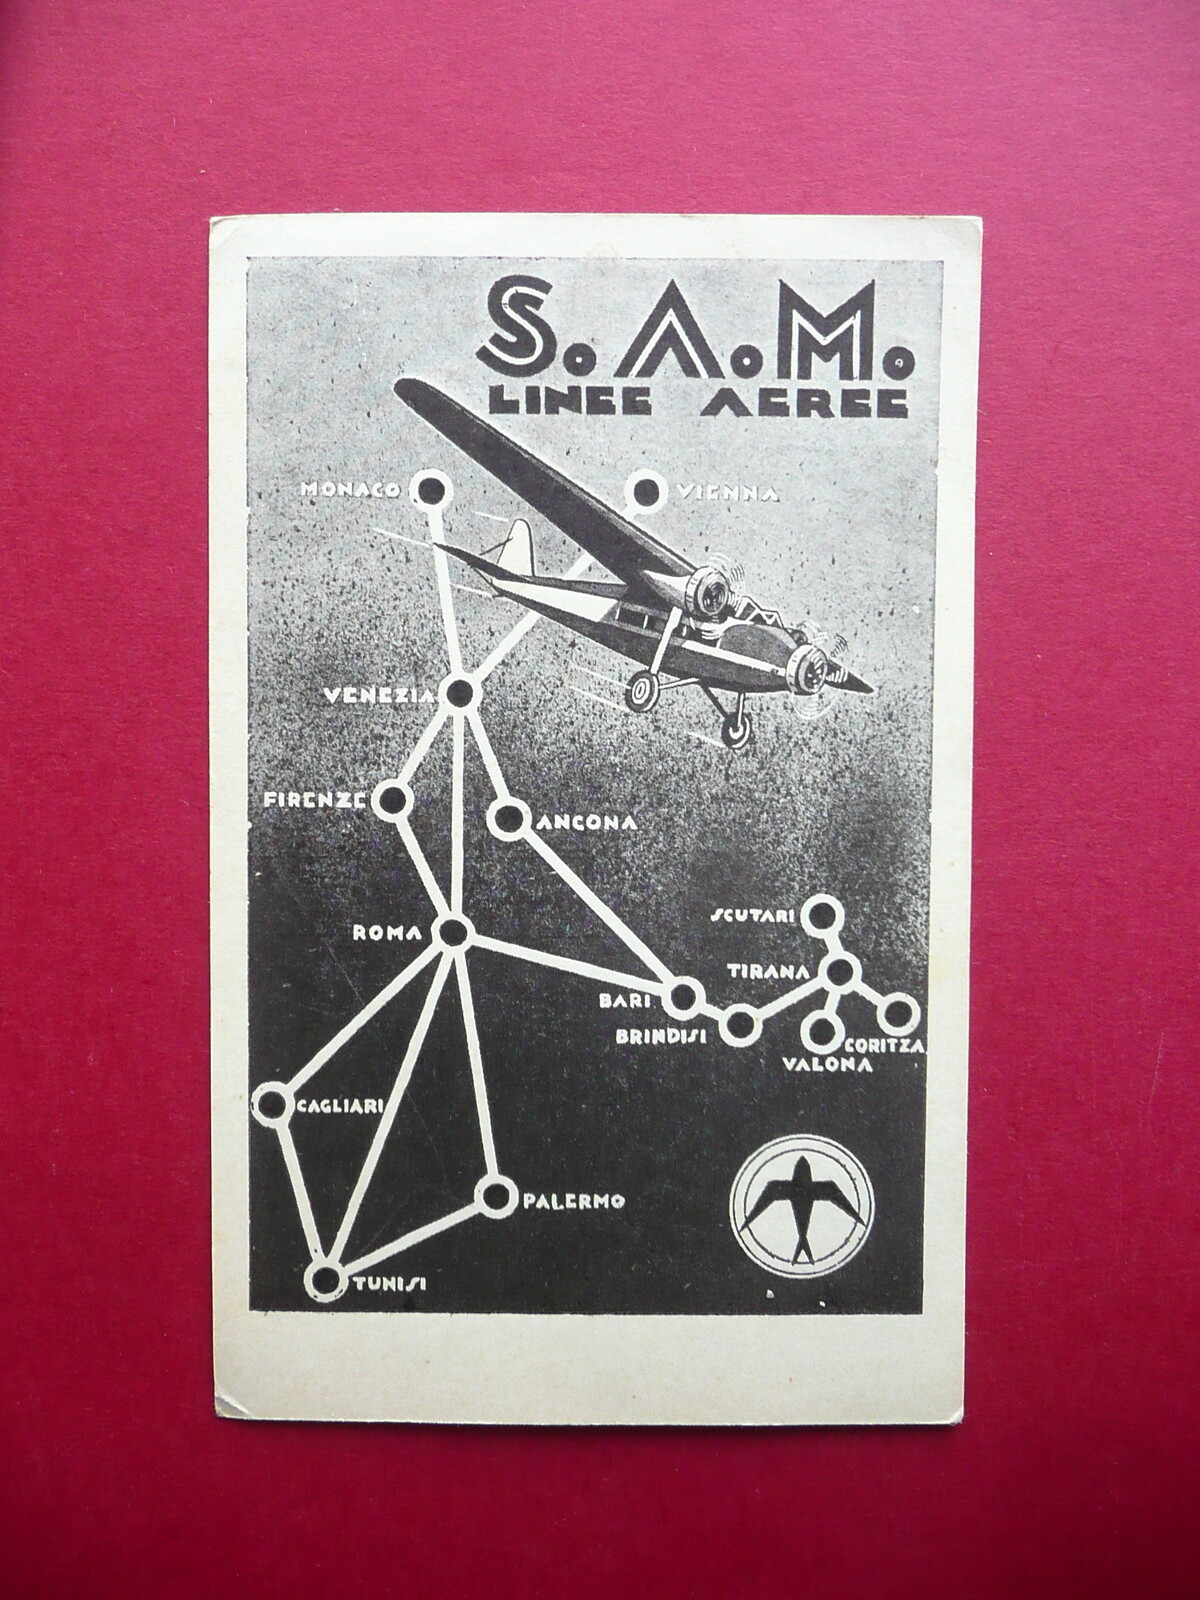 S.A.M.
LINEE AEREE
MONACO
VIENNA
VENEZIA
FIRENZE
ANCONA
ROMA
SCUTARI
TIRANA
BARI
BRINDISI
CORITZA
VALONA
CAGLIARI
PALERMO
TUNISI